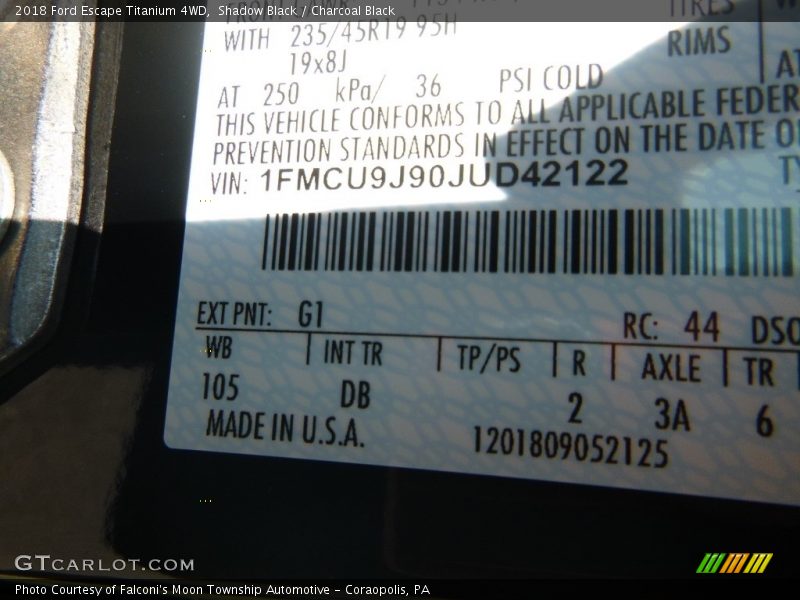 2018 Ford Escape Titanium 4WD, Shadow Black / Charcoal Black
TIRES
WITH 235/45R19 95H RIMS
19x8J
AT 250 kPa/ 36 PSI COLD
THIS VEHICLE CONFORMS TO ALL APPLICABLE FEDER
PREVENTION STANDARDS IN EFFECT ON THE DATE O
VIN: 1FMCU9J90JUD42122 TY
EXT PNT: G1 RC: 44 DSO
WB INT TR TP/PS R AXLE TR
105 DB 2 3A 6
MADE IN U.S.A. 1201809052125
GTCARLOT.COM
Photo Courtesy of Falconi's Moon Township Automotive - Coraopolis, PA